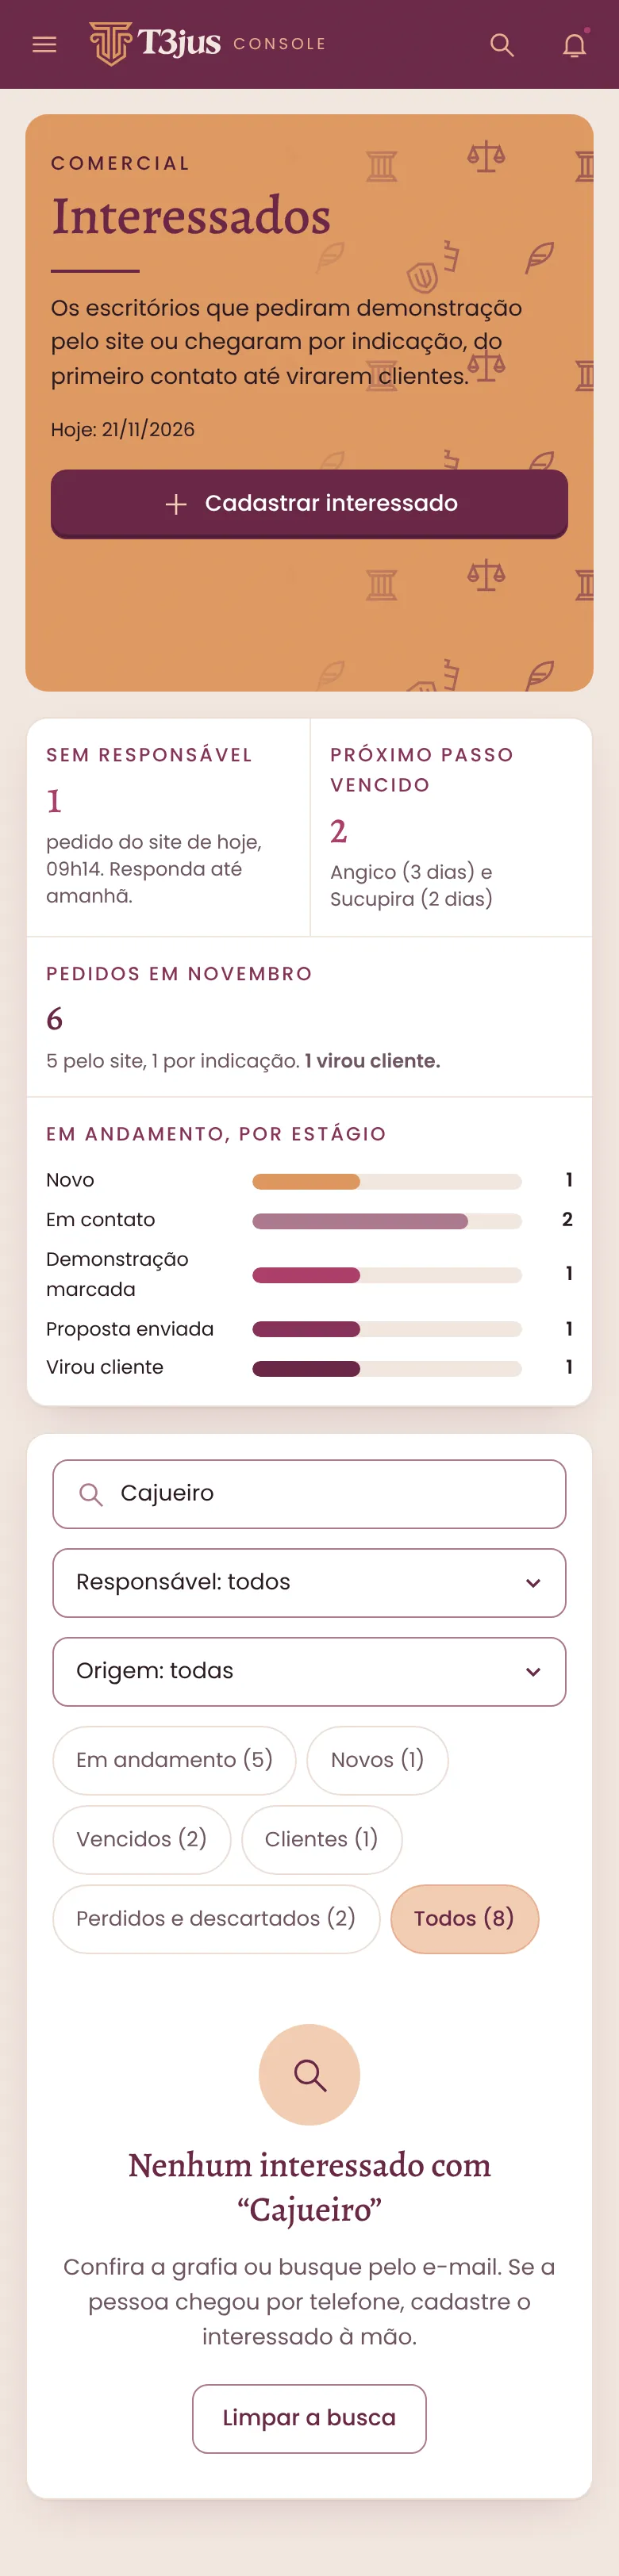 T3jus CONSOLE
COMERCIAL
Interessados
Os escritórios que pediram demonstração
pelo site ou chegaram por indicação, do
primeiro contato até virarem clientes.
Hoje: 21/11/2026
Cadastrar interessado
SEM RESPONSÁVEL
1
pedido do site de hoje,
09h14. Responda até
amanhã.
PRÓXIMO PASSO
VENCIDO
2
Angico (3 dias) e
Sucupira (2 dias)
PEDIDOS EM NOVEMBRO
6
5 pelo site, 1 por indicação. 1 virou cliente.
EM ANDAMENTO, POR ESTÁGIO
Novo 1
Em contato 2
Demonstração
marcada 1
Proposta enviada 1
Virou cliente 1
Cajueiro
Responsável: todos
Origem: todas
Em andamento (5) Novos (1)
Vencidos (2) Clientes (1)
Perdidos e descartados (2) Todos (8)
Nenhum interessado com
“Cajueiro”
Confira a grafia ou busque pelo e-mail. Se a
pessoa chegou por telefone, cadastre o
interessado à mão.
Limpar a busca